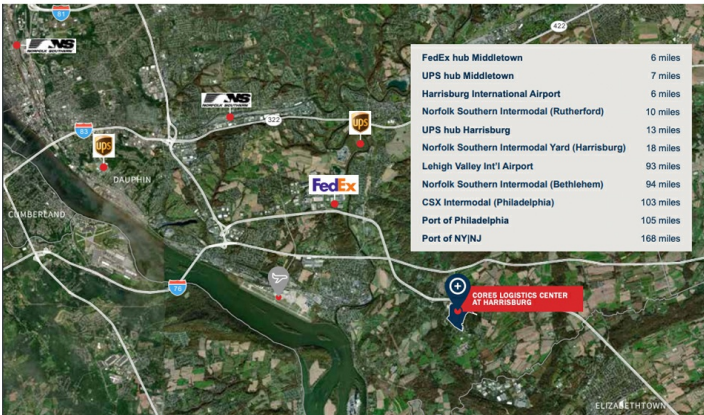 81
422
NS
NORFOLK SOUTHERN
FedEx hub Middletown 6 miles
UPS hub Middletown 7 miles
Harrisburg International Airport 6 miles
Norfolk Southern Intermodal (Rutherford) 10 miles
UPS hub Harrisburg 13 miles
Norfolk Southern Intermodal Yard (Harrisburg) 18 miles
Lehigh Valley Int'l Airport 93 miles
Norfolk Southern Intermodal (Bethlehem) 94 miles
CSX Intermodal (Philadelphia) 103 miles
Port of Philadelphia 105 miles
Port of NY|NJ 168 miles
NS
NORFOLK SOUTHERN
322
83
ups
ups
DAUPHIN
FedEx
CUMBERLAND
76
CORES LOGISTICS CENTER
AT HARRISBURG
ELIZABETHTOWN